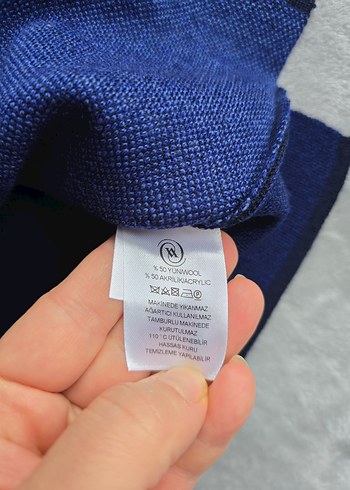 % 50 YÜN/WOOL
% 50 AKRİLİK/ACRYLIC
MAKİNEDE YIKANMAZ
AĞARTICI KULLANILMAZ
TAMBURLU MAKİNEDE
KURUTULMAZ
110 °C ÜTÜLENEBİLİR
HASSAS KURU
TEMİZLEME YAPILABİLİR